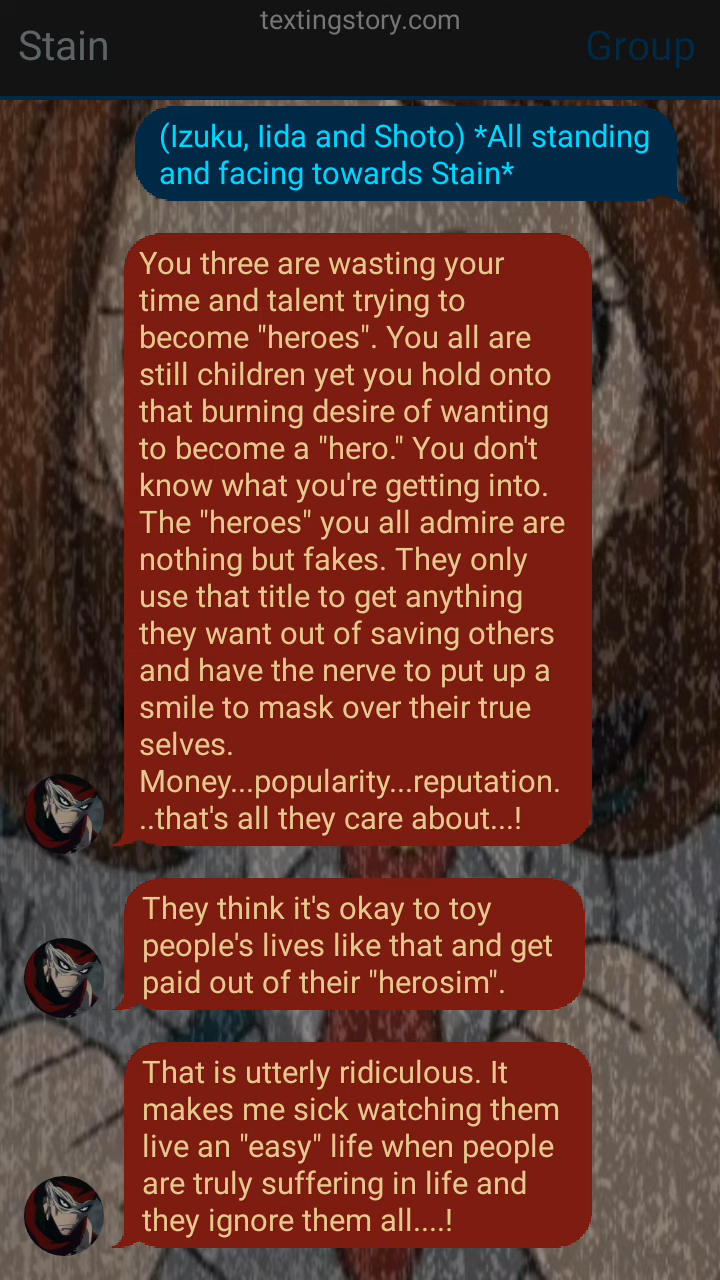 textingstory.com
Stain
Group
(Izuku, Iida and Shoto) *All standing
and facing towards Stain*
You three are wasting your
time and talent trying to
become "heroes". You all are
still children yet you hold onto
that burning desire of wanting
to become a "hero." You don't
know what you're getting into.
The "heroes" you all admire are
nothing but fakes. They only
use that title to get anything
they want out of saving others
and have the nerve to put up a
smile to mask over their true
selves.
Money...popularity...reputation.
..that's all they care about...!
They think it's okay to toy
people's lives like that and get
paid out of their "herosim".
That is utterly ridiculous. It
makes me sick watching them
live an "easy" life when people
are truly suffering in life and
they ignore them all....!